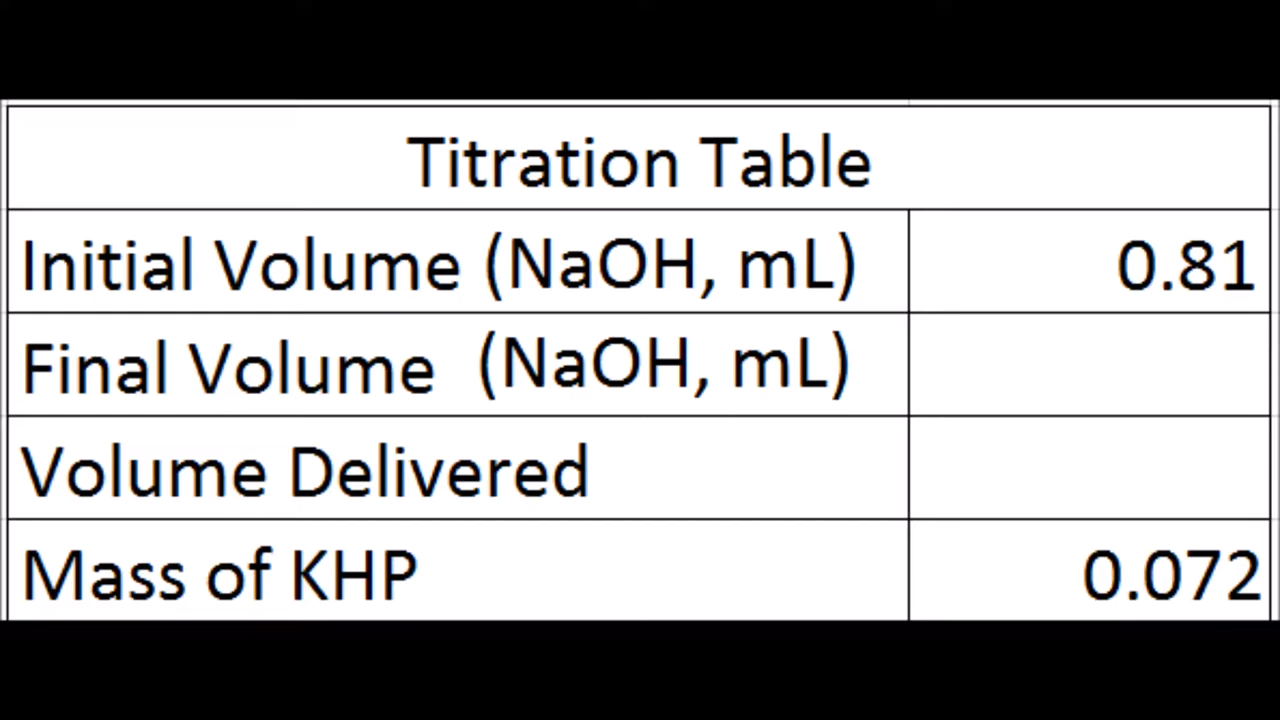 Titration Table
Initial Volume (NaOH, mL) 0.81
Final Volume (NaOH, mL)
Volume Delivered
Mass of KHP 0.072